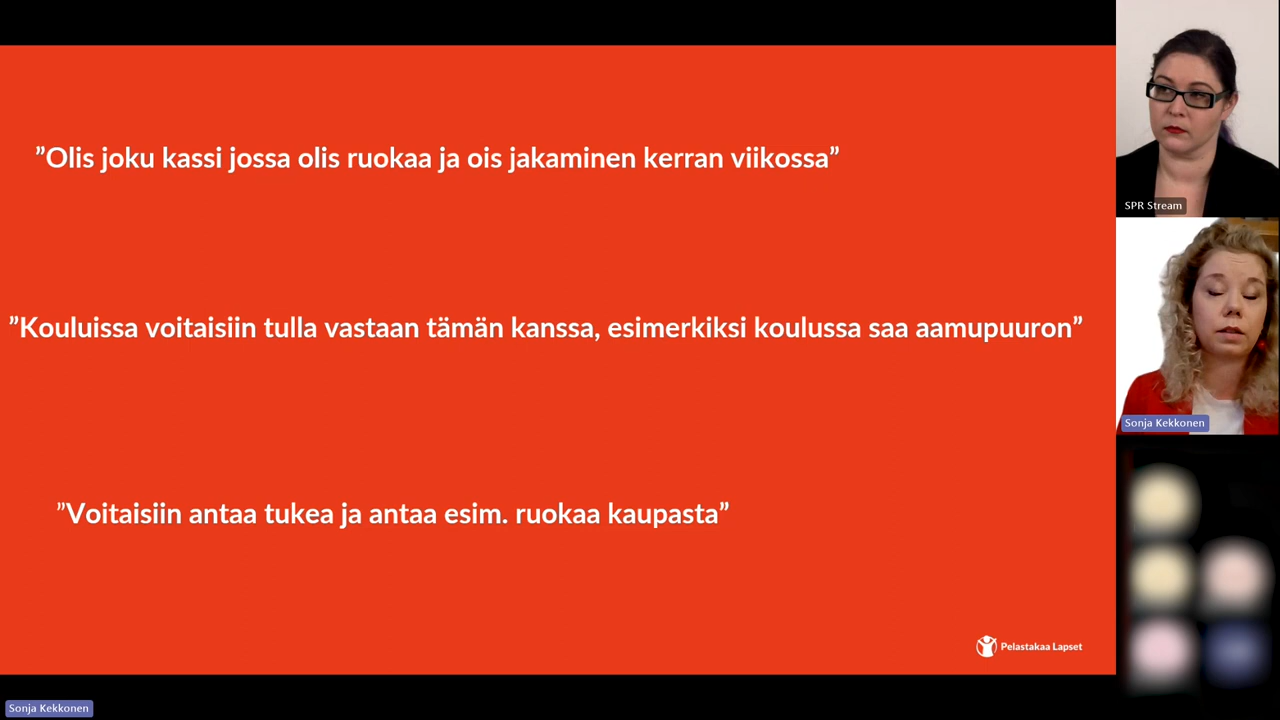 ”Olis joku kassi jossa olis ruokaa ja ois jakaminen kerran viikossa”
”Kouluissa voitaisiin tulla vastaan tämän kanssa, esimerkiksi koulussa saa aamupuuron”
”Voitaisiin antaa tukea ja antaa esim. ruokaa kaupasta”
Pelastakaa Lapset
SPR Stream
Sonja Kekkonen
Sonja Kekkonen